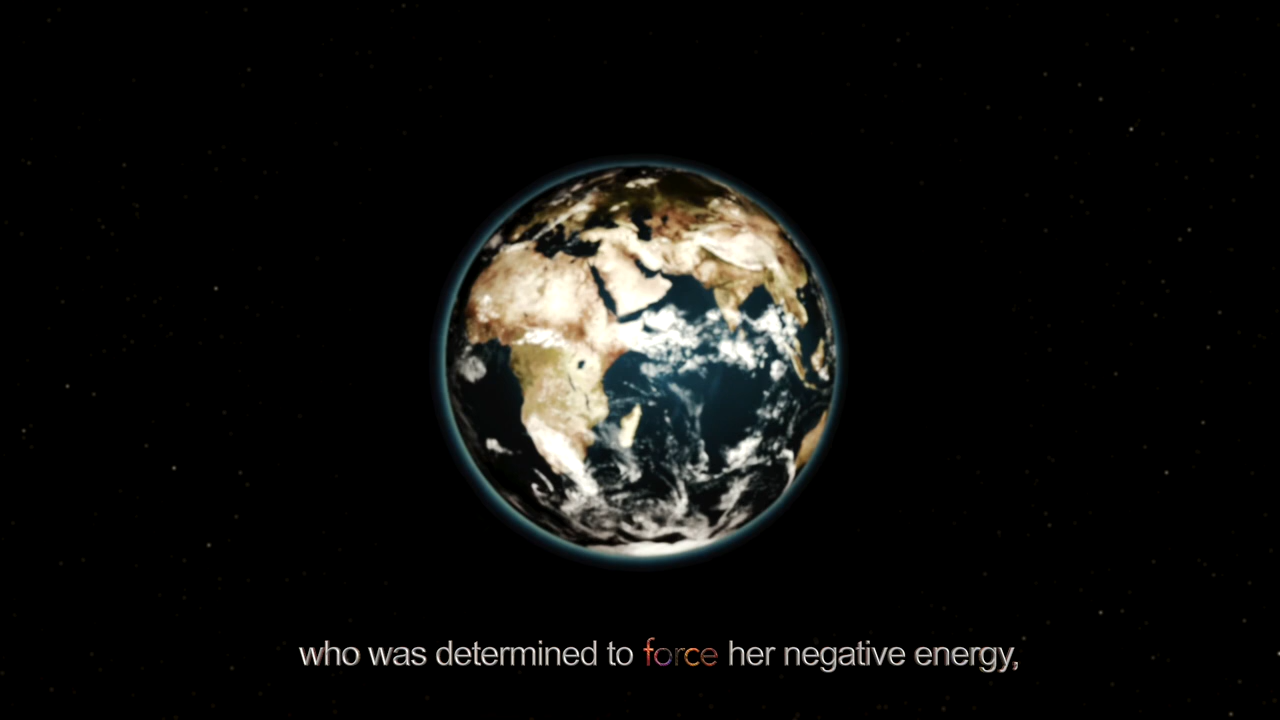 who was determined to force her negative energy,